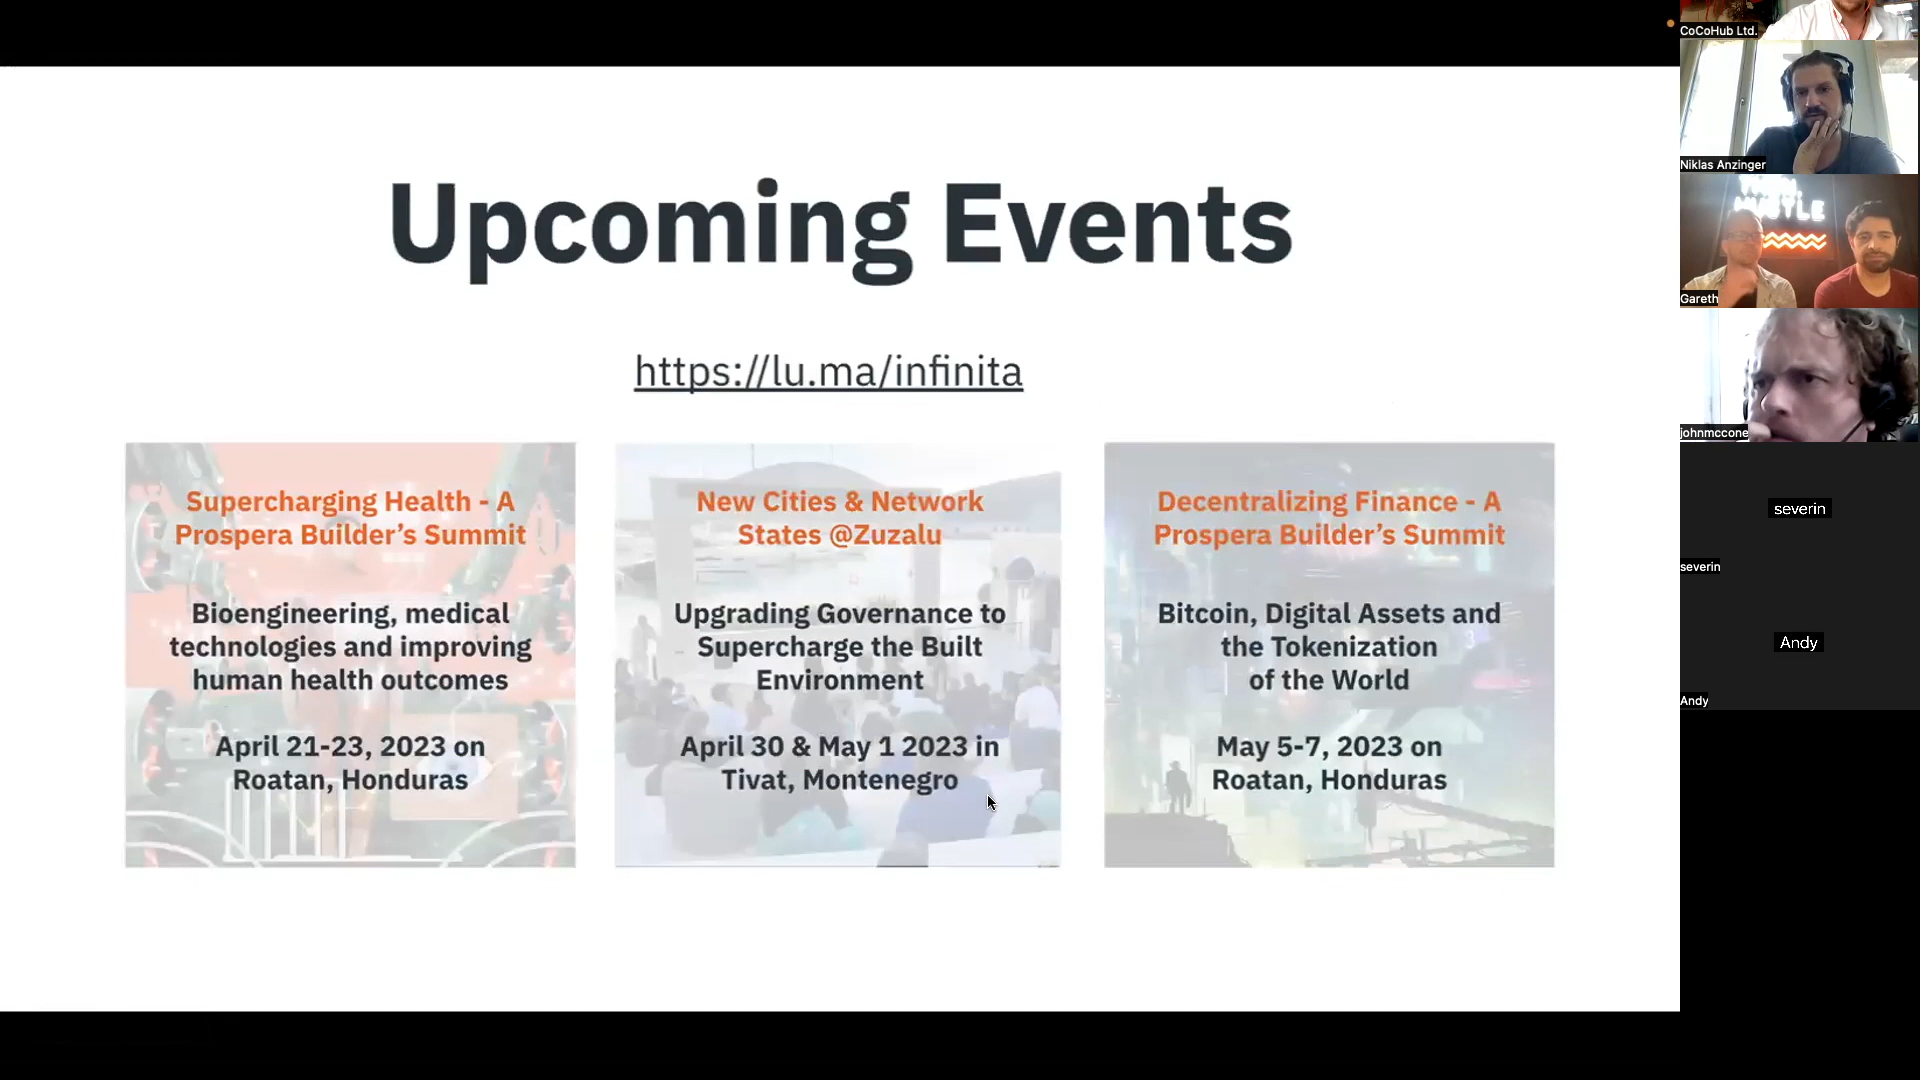 Upcoming Events
https://lu.ma/infinita
Supercharging Health - A
Prospera Builder’s Summit
Bioengineering, medical
technologies and improving
human health outcomes
April 21-23, 2023 on
Roatan, Honduras
New Cities & Network
States @Zuzalu
Upgrading Governance to
Supercharge the Built
Environment
April 30 & May 1 2023 in
Tivat, Montenegro
Decentralizing Finance - A
Prospera Builder’s Summit
Bitcoin, Digital Assets and
the Tokenization
of the World
May 5-7, 2023 on
Roatan, Honduras
CoCoHub Ltd.
Niklas Anzinger
Gareth
johnmccone
severin
severin
Andy
Andy